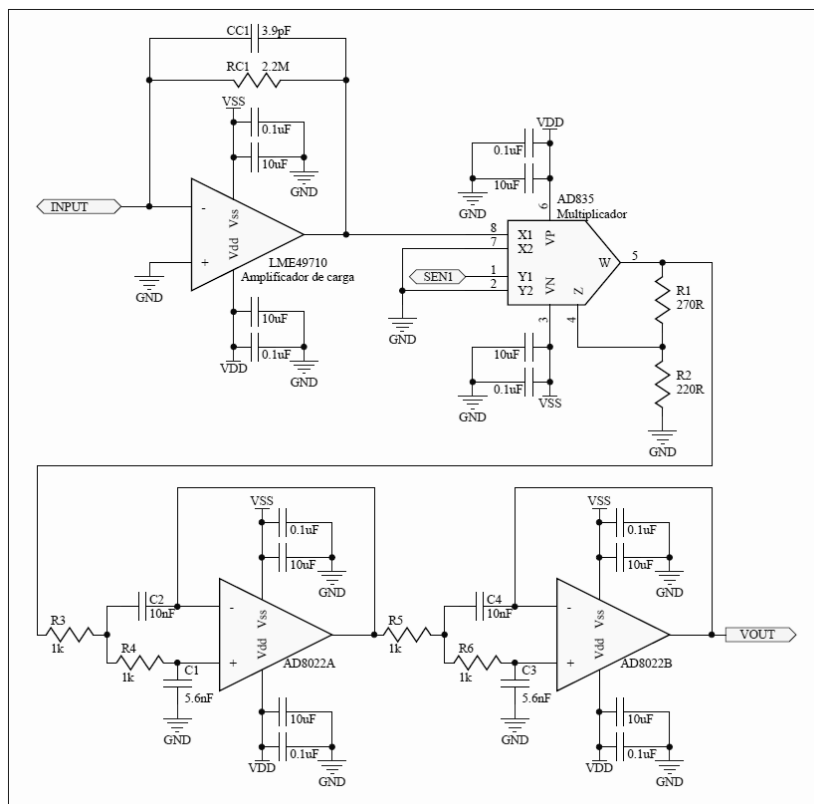 CC1 3.9pF
RC1 2.2M
VSS
0.1uF
10uF
GND
INPUT
-
+
Vss
Vdd
GND
LME49710
Amplificador de carga
10uF
0.1uF
GND
VDD
VDD
0.1uF
10uF
GND
6
AD835
Multiplicador
8 X1
7 X2
VP
W 5
SEN1
1 Y1
2 Y2
VN
Z
3
4
GND
10uF
0.1uF
GND
VSS
R1
270R
R2
220R
GND
VSS
0.1uF
10uF
GND
C2
10nF
R3
1k
R4
1k
C1
5.6nF
GND
-
+
Vss
Vdd
AD8022A
10uF
0.1uF
GND
VDD
VSS
0.1uF
10uF
GND
C4
10nF
R5
1k
R6
1k
C3
5.6nF
GND
-
+
Vss
Vdd
AD8022B
VOUT
10uF
0.1uF
GND
VDD